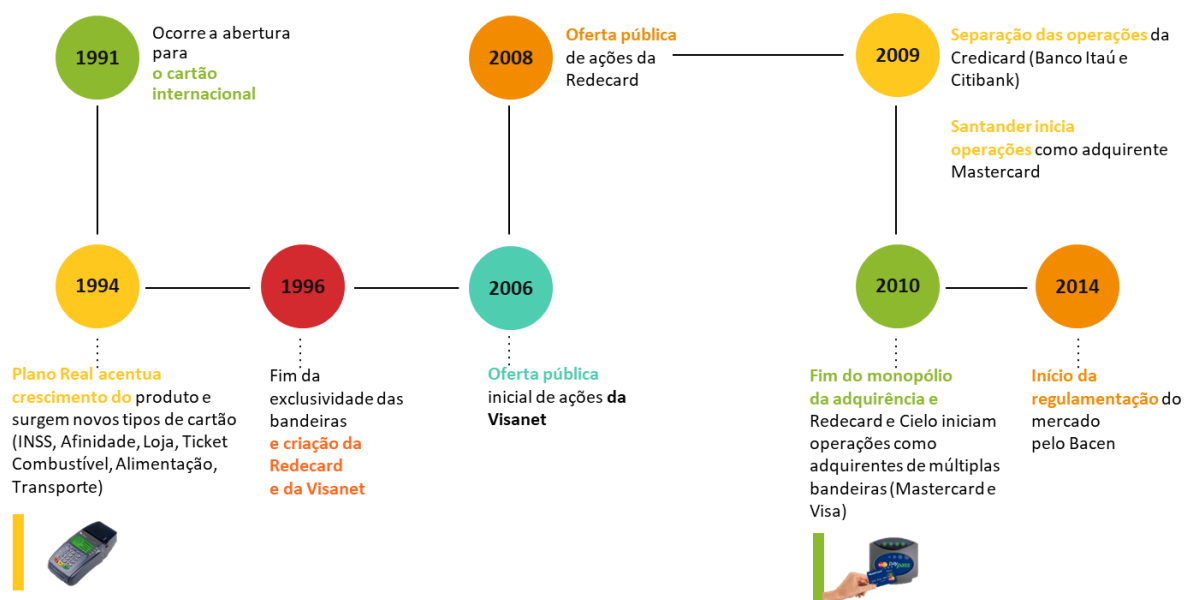 1991
Ocorre a abertura
para
o cartão
internacional
1994
Plano Real acentua
crescimento do produto e
surgem novos tipos de cartão
(INSS, Afinidade, Loja, Ticket
Combustível, Alimentação,
Transporte)
1996
Fim da
exclusividade das
bandeiras
e criação da
Redecard
e da Visanet
2006
Oferta pública
inicial de ações da
Visanet
2008
Oferta pública
de ações da
Redecard
2009
Separação das operações da
Credicard (Banco Itaú e
Citibank)
Santander inicia
operações como adquirente
Mastercard
2010
Fim do monopólio
da adquirência e
Redecard e Cielo iniciam
operações como
adquirentes de múltiplas
bandeiras (Mastercard e
Visa)
2014
Início da
regulamentação do
mercado
pelo Bacen